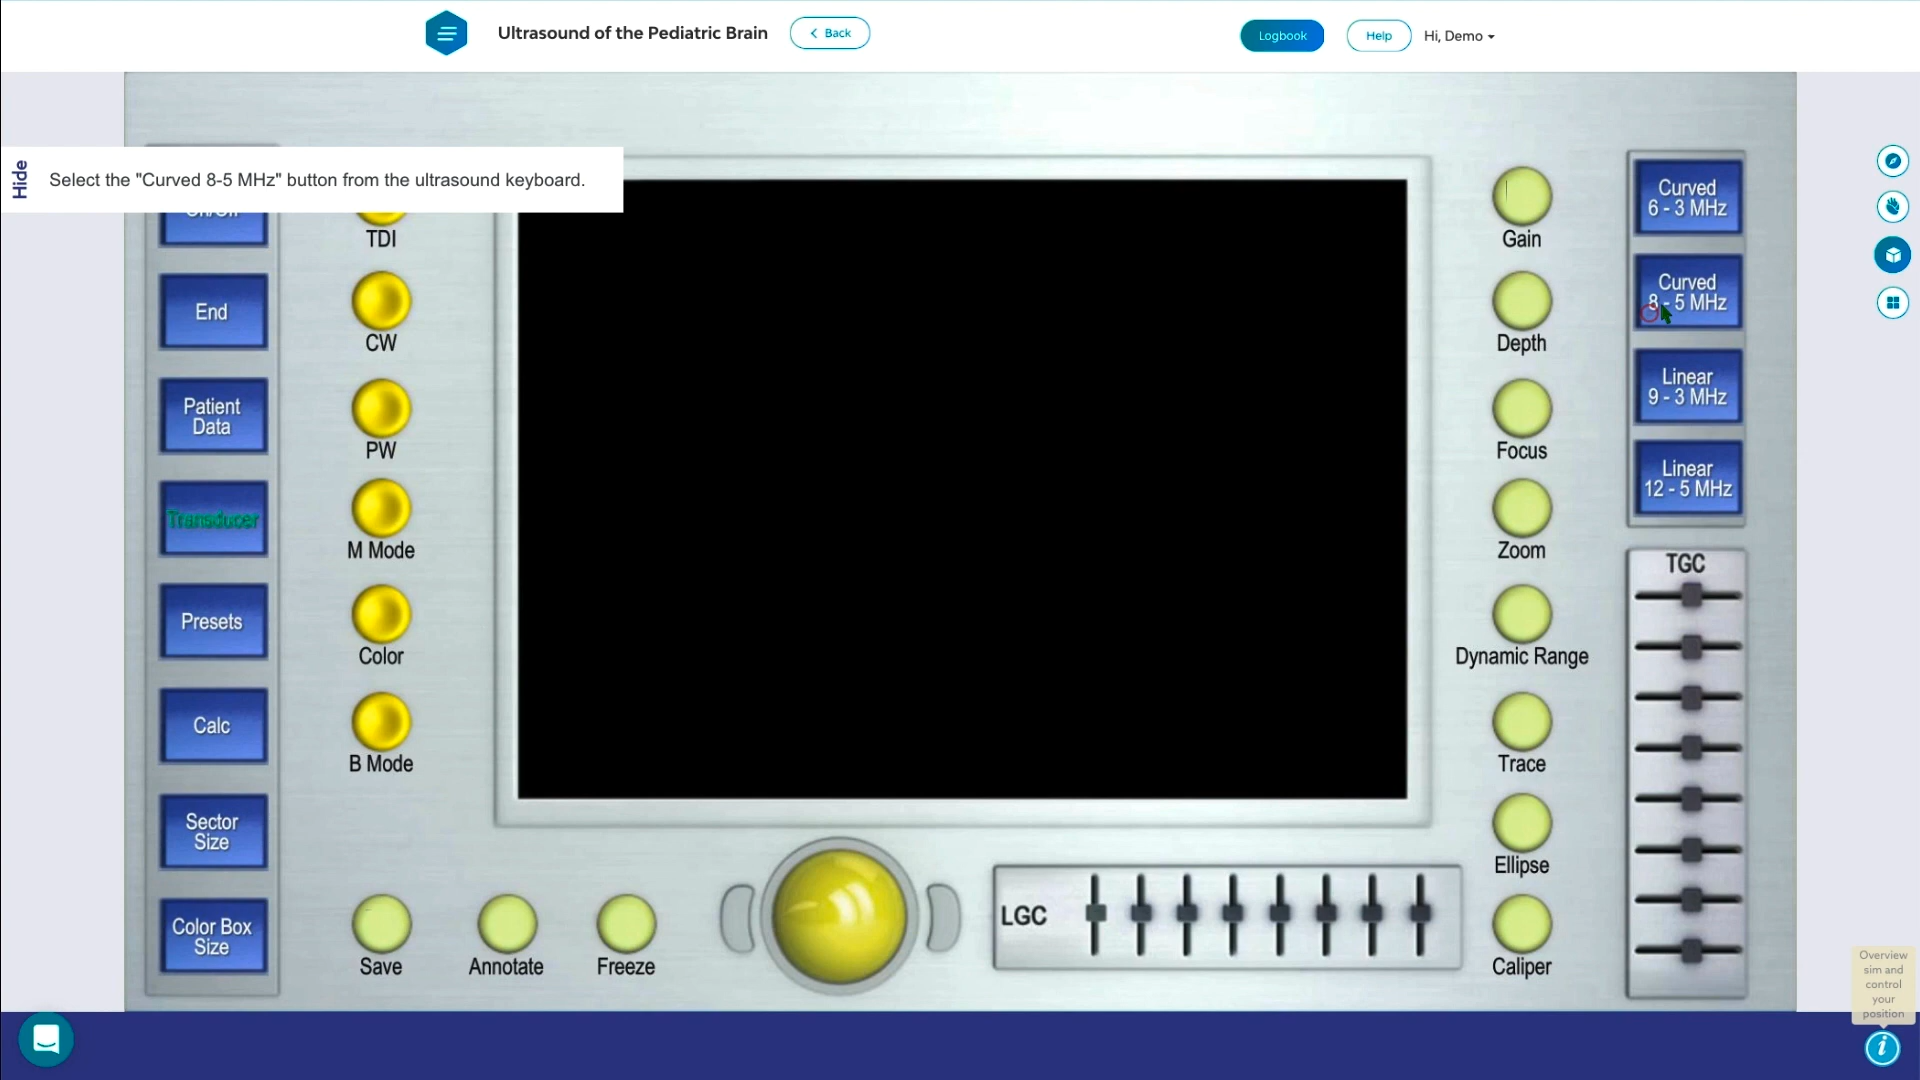 Ultrasound of the Pediatric Brain
Back
Logbook
Help
Hi, Demo
Hide
Select the "Curved 8-5 MHz" button from the ultrasound keyboard.
On/Off
End
Patient
Data
Transducer
Presets
Calc
Sector
Size
Color Box
Size
TDI
CW
PW
M Mode
Color
B Mode
Save
Annotate
Freeze
LGC
Gain
Depth
Focus
Zoom
Dynamic Range
Trace
Ellipse
Caliper
Curved
6 - 3 MHz
Curved
8 - 5 MHz
Linear
9 - 3 MHz
Linear
12 - 5 MHz
TGC
Overview
sim and
control
your
position
i